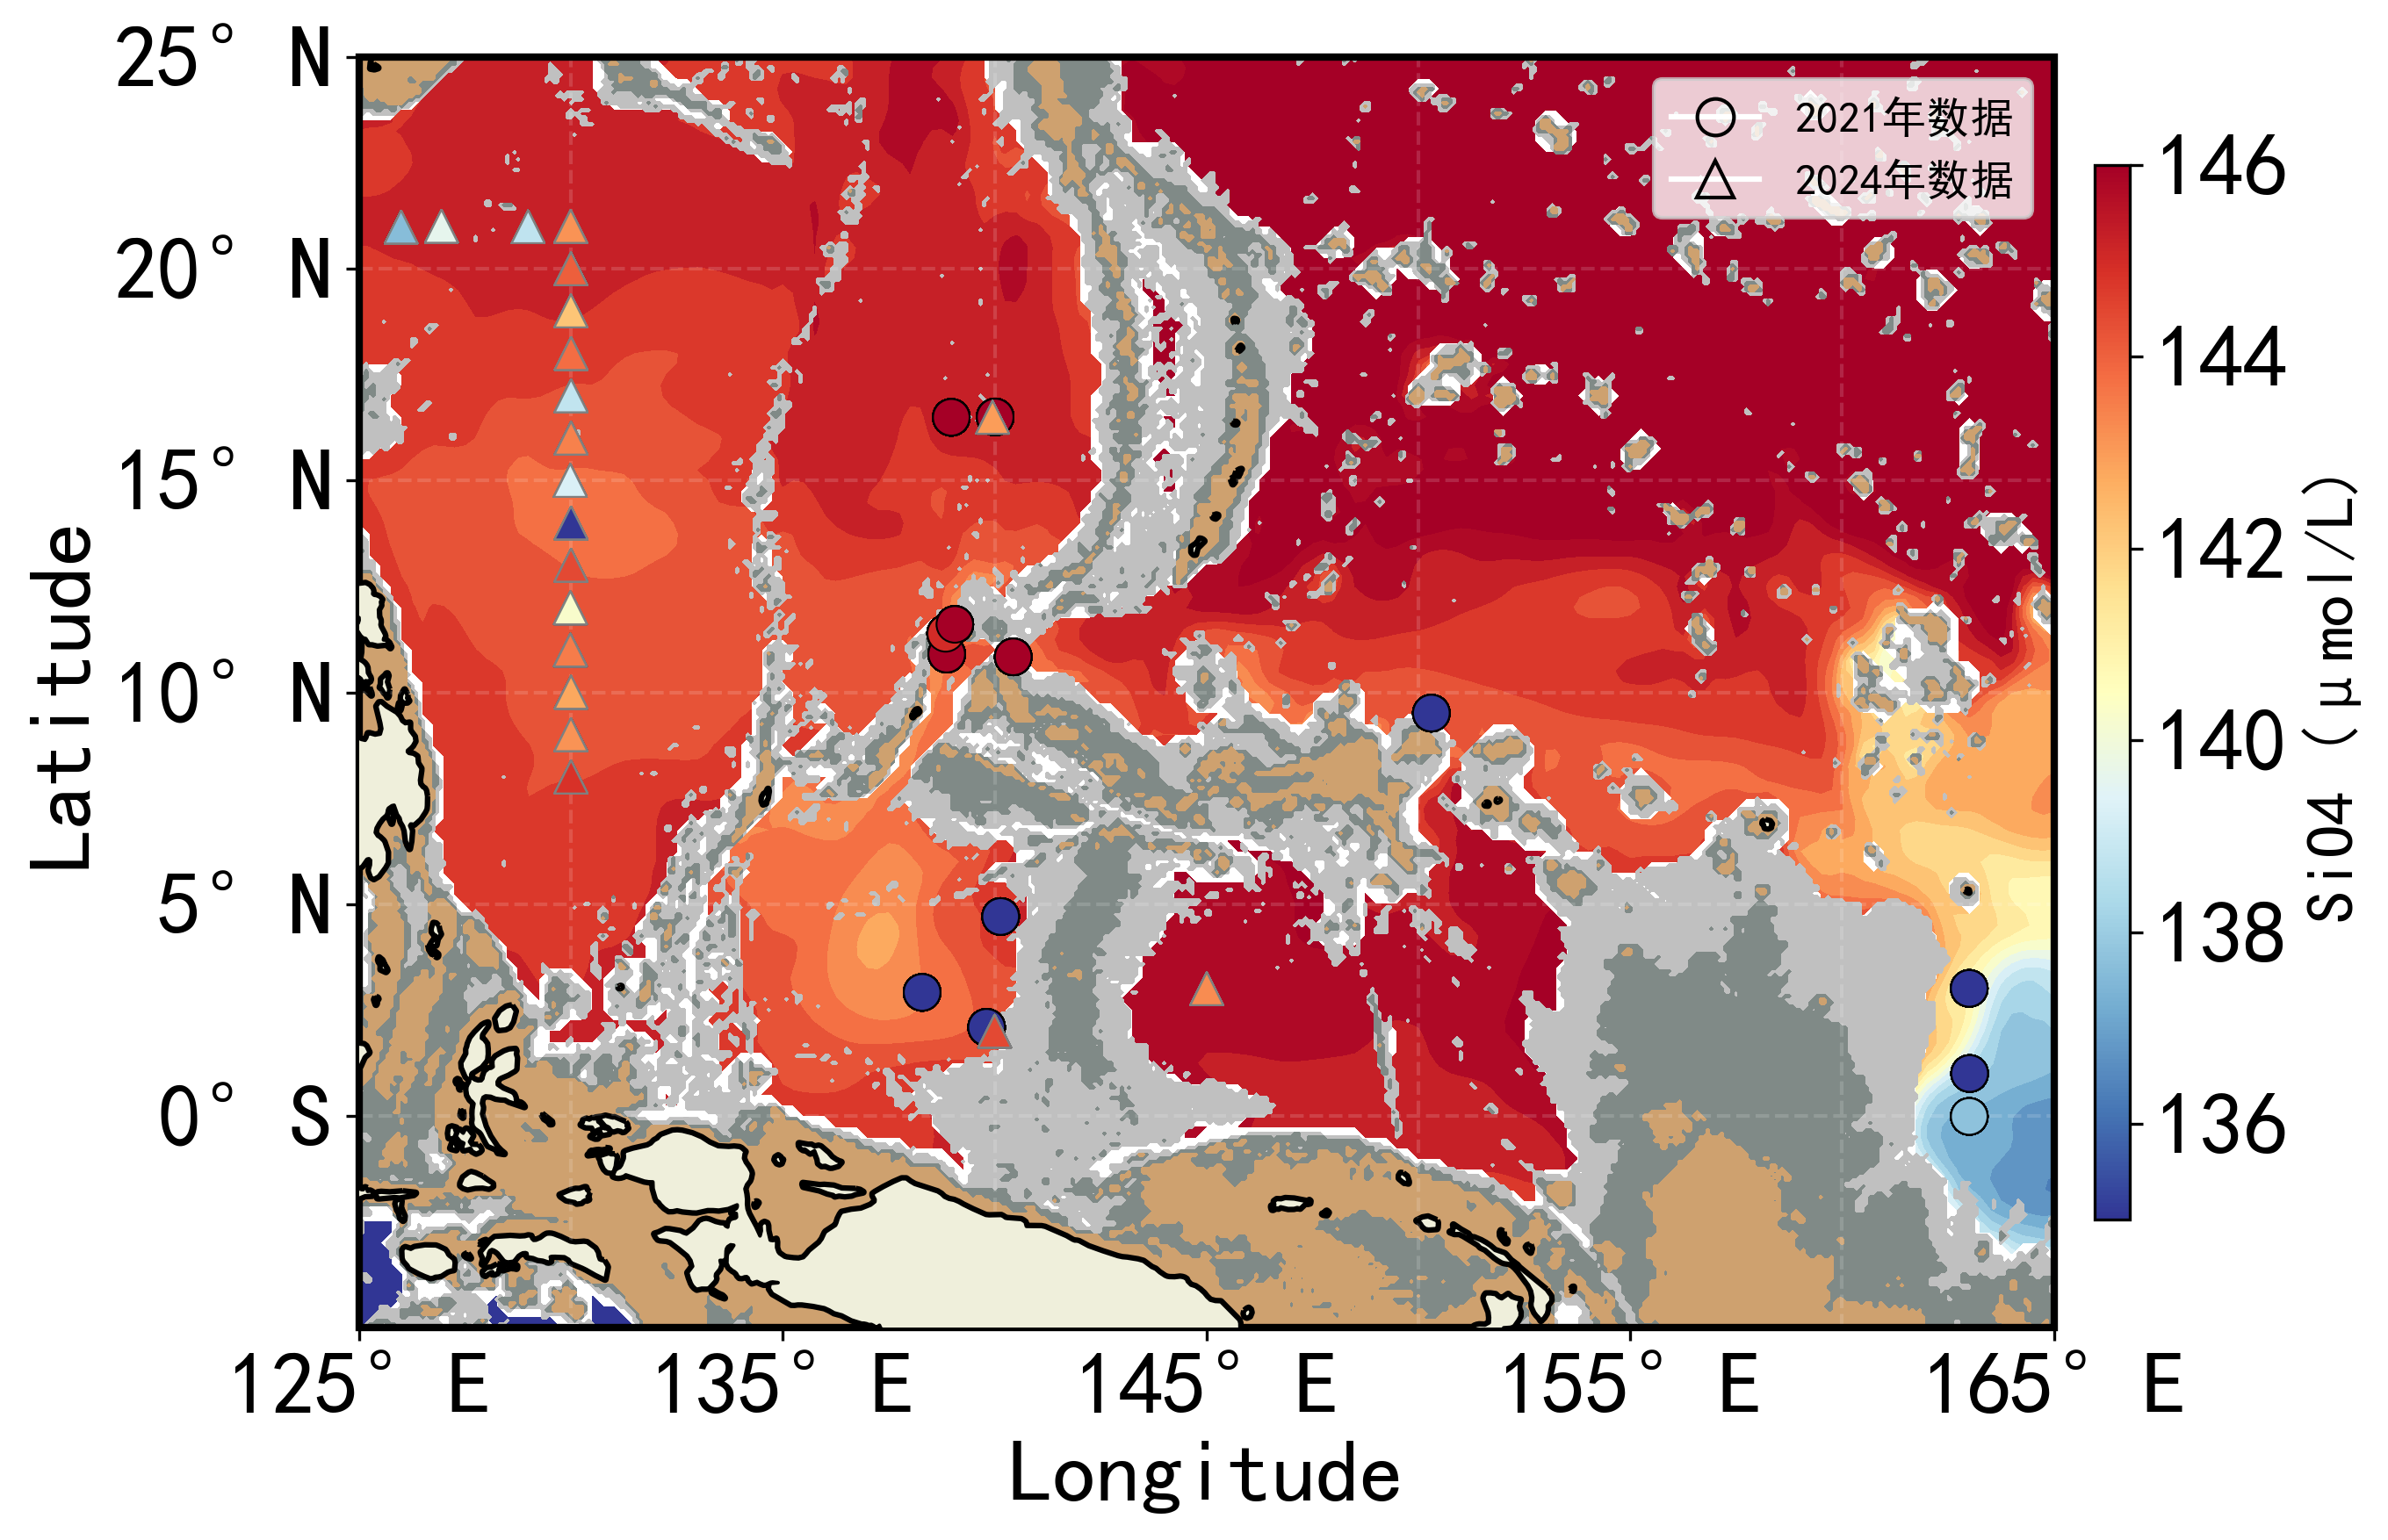 25° N
20° N
15° N
10° N
5° N
0° S
Latitude
125° E
135° E
145° E
155° E
165° E
Longitude
2021年数据
2024年数据
146
144
142
140
138
136
SiO4 (μmol/L)